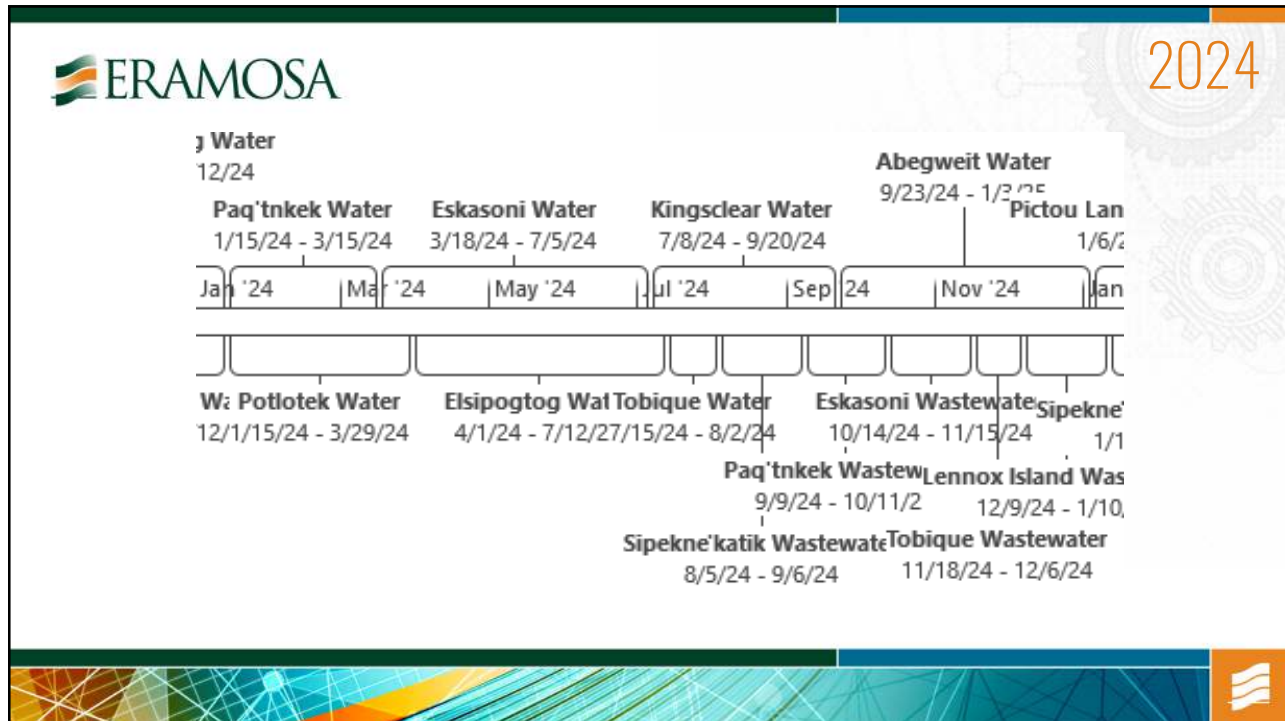 ERAMOSA
2024
g Water
12/24
Abegweit Water
9/23/24 - 1/3/25
Paq'tnkek Water
1/15/24 - 3/15/24
Eskasoni Water
3/18/24 - 7/5/24
Kingsclear Water
7/8/24 - 9/20/24
Pictou Lan
1/6/2
Jan '24
Mar '24
May '24
Jul '24
Sep '24
Nov '24
Jan
Potlotek Water
12/1/15/24 - 3/29/24
Elsipogtog Wat
4/1/24 - 7/12/2
Tobique Water
7/15/24 - 8/2/24
Eskasoni Wastewate
10/14/24 - 11/15/24
Sipekne'
1/1
Paq'tnkek Wastew
9/9/24 - 10/11/2
Lennox Island Was
12/9/24 - 1/10/
Sipekne'katik Wastewate
8/5/24 - 9/6/24
Tobique Wastewater
11/18/24 - 12/6/24